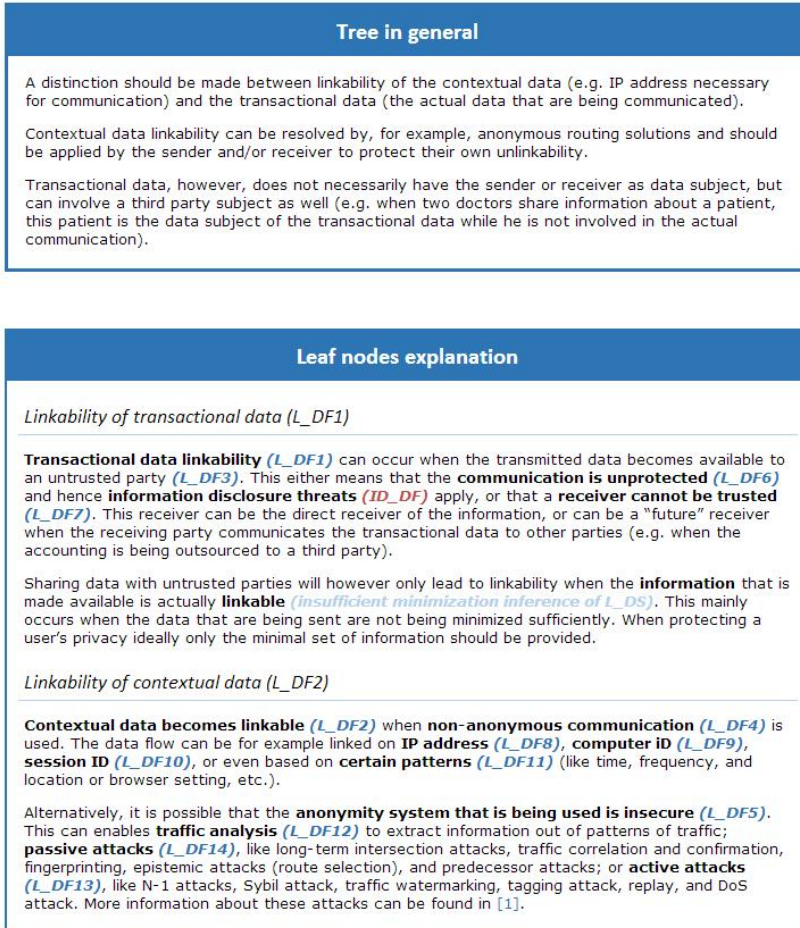 Tree in general
A distinction should be made between linkability of the contextual data (e.g. IP address necessary
for communication) and the transactional data (the actual data that are being communicated).
Contextual data linkability can be resolved by, for example, anonymous routing solutions and should
be applied by the sender and/or receiver to protect their own unlinkability.
Transactional data, however, does not necessarily have the sender or receiver as data subject, but
can involve a third party subject as well (e.g. when two doctors share information about a patient,
this patient is the data subject of the transactional data while he is not involved in the actual
communication).
Leaf nodes explanation
Linkability of transactional data (L_DF1)
Transactional data linkability (L_DF1) can occur when the transmitted data becomes available to
an untrusted party (L_DF3). This either means that the communication is unprotected (L_DF6)
and hence information disclosure threats (ID_DF) apply, or that a receiver cannot be trusted
(L_DF7). This receiver can be the direct receiver of the information, or can be a “future” receiver
when the receiving party communicates the transactional data to other parties (e.g. when the
accounting is being outsourced to a third party).
Sharing data with untrusted parties will however only lead to linkability when the information that is
made available is actually linkable (insufficient minimization inference of L_DS). This mainly
occurs when the data that are being sent are not being minimized sufficiently. When protecting a
user’s privacy ideally only the minimal set of information should be provided.
Linkability of contextual data (L_DF2)
Contextual data becomes linkable (L_DF2) when non-anonymous communication (L_DF4) is
used. The data flow can be for example linked on IP address (L_DF8), computer iD (L_DF9),
session ID (L_DF10), or even based on certain patterns (L_DF11) (like time, frequency, and
location or browser setting, etc.).
Alternatively, it is possible that the anonymity system that is being used is insecure (L_DF5).
This can enables traffic analysis (L_DF12) to extract information out of patterns of traffic;
passive attacks (L_DF14), like long-term intersection attacks, traffic correlation and confirmation,
fingerprinting, epistemic attacks (route selection), and predecessor attacks; or active attacks
(L_DF13), like N-1 attacks, Sybil attack, traffic watermarking, tagging attack, replay, and DoS
attack. More information about these attacks can be found in [1].